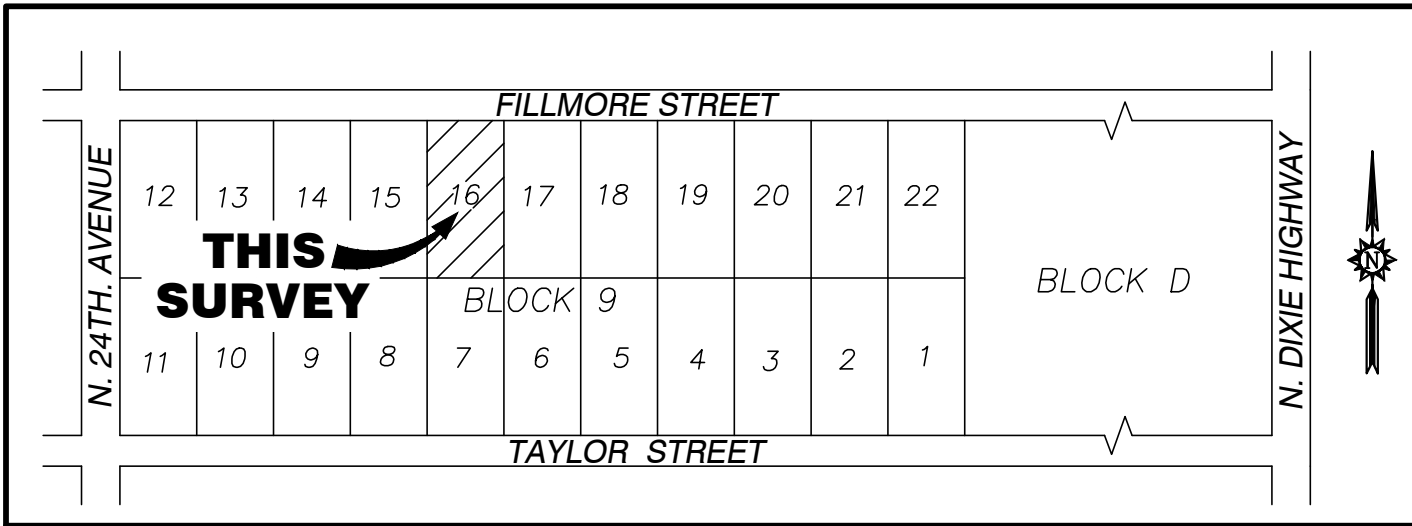 FILLMORE STREET
N. 24TH. AVENUE
12 13 14 15 16 17 18 19 20 21 22
THIS
SURVEY
BLOCK 9
BLOCK D
N
N. DIXIE HIGHWAY
11 10 9 8 7 6 5 4 3 2 1
TAYLOR STREET